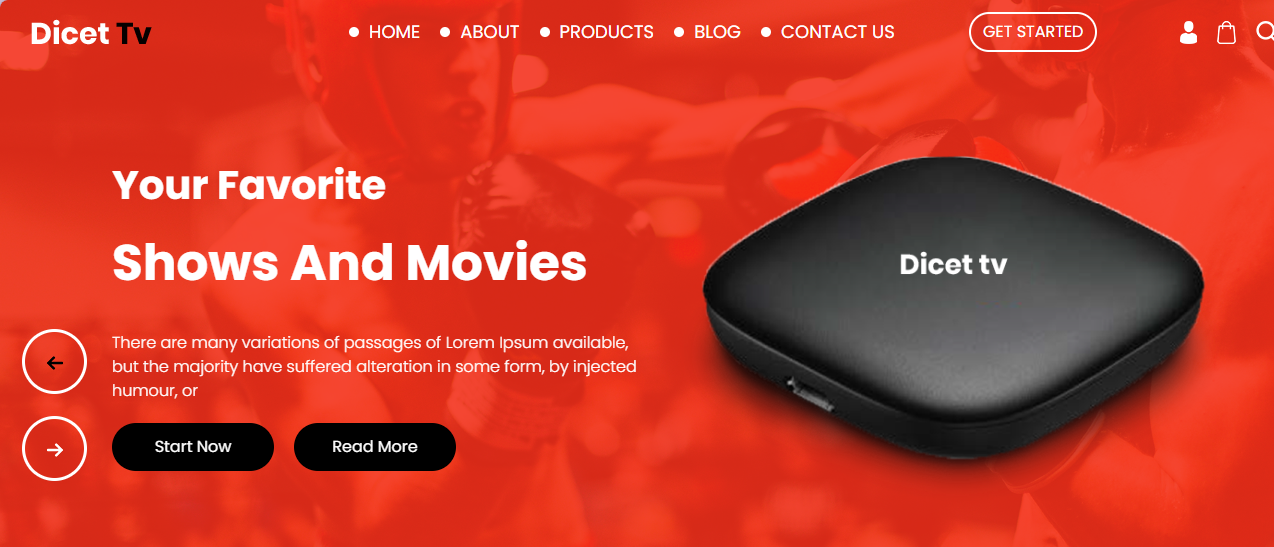 Dicet Tv
HOME
ABOUT
PRODUCTS
BLOG
CONTACT US
GET STARTED
Your Favorite
Shows And Movies
There are many variations of passages of Lorem Ipsum available,
but the majority have suffered alteration in some form, by injected
humour, or
Start Now
Read More
Dicet tv